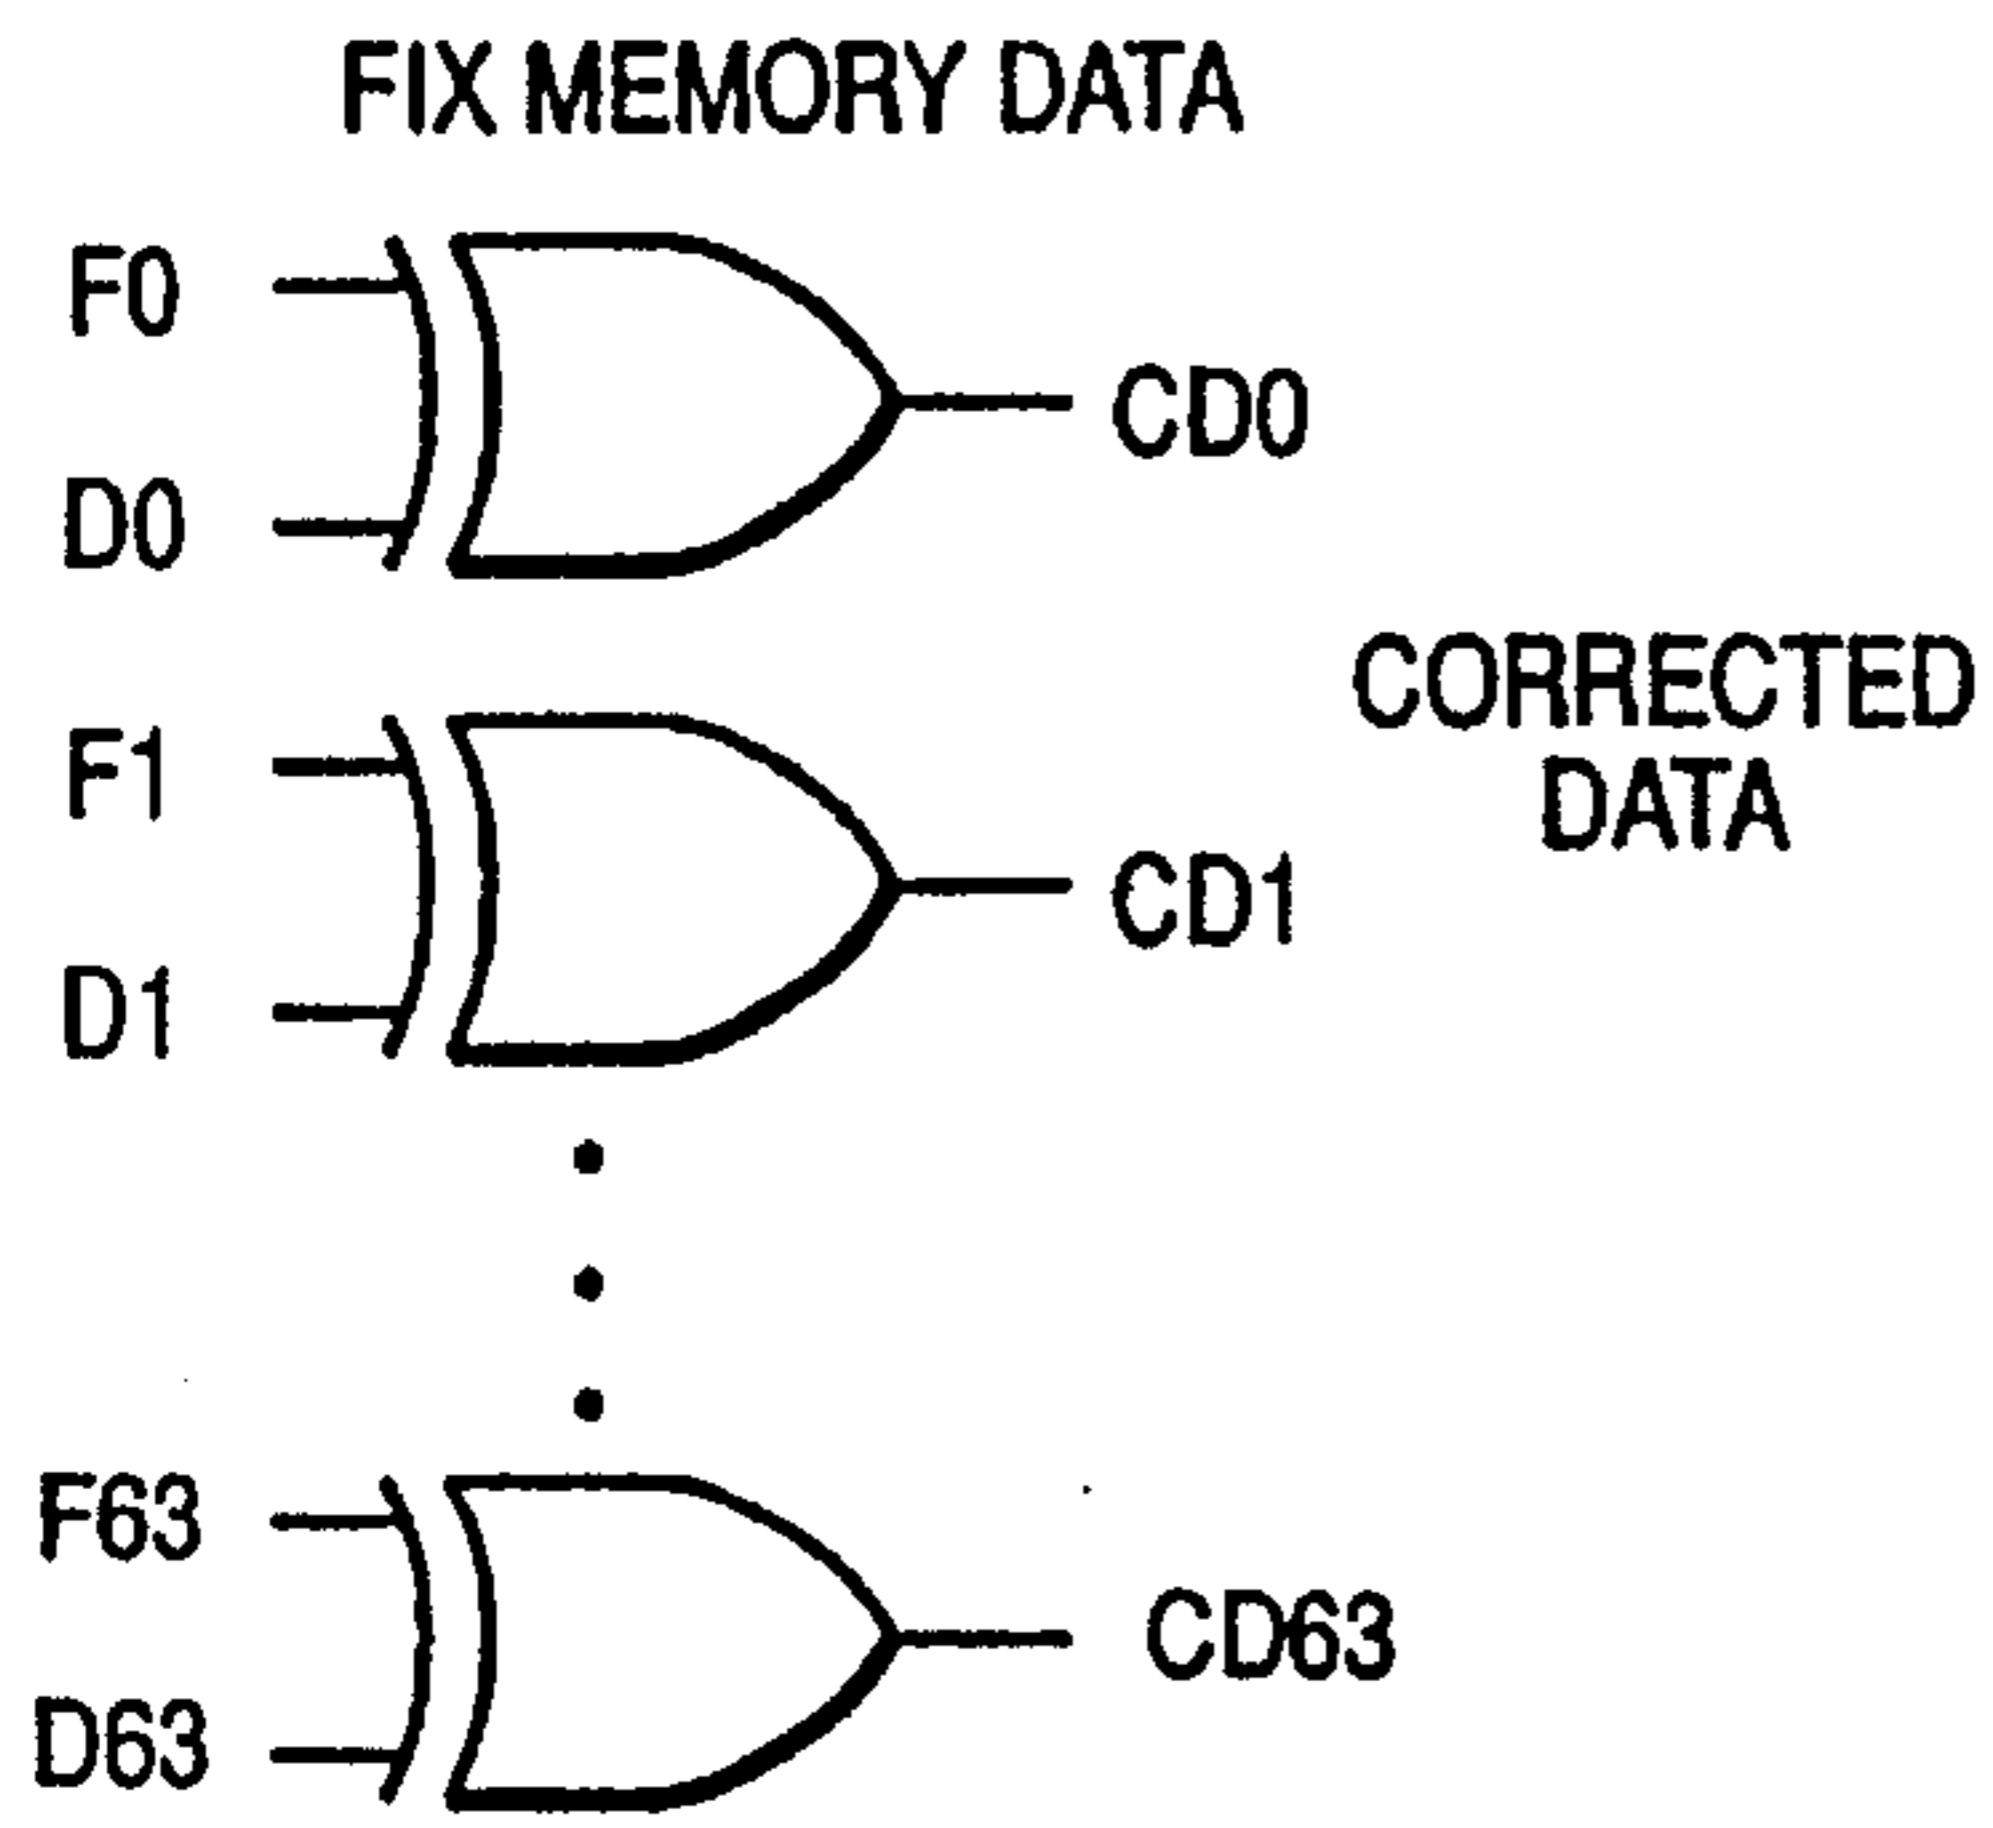 FIX MEMORY DATA
F0
D0
CD0
CORRECTED
DATA
F1
D1
CD1
F63
D63
CD63